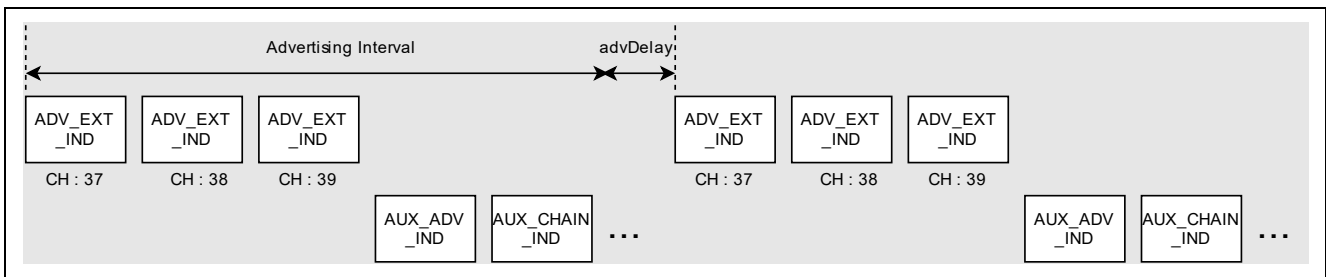 Advertising Interval
advDelay
ADV_EXT
_IND
ADV_EXT
_IND
ADV_EXT
_IND
ADV_EXT
_IND
ADV_EXT
_IND
ADV_EXT
_IND
CH : 37
CH : 38
CH : 39
CH : 37
CH : 38
CH : 39
AUX_ADV
_IND
AUX_CHAIN
_IND
...
AUX_ADV
_IND
AUX_CHAIN
_IND
...